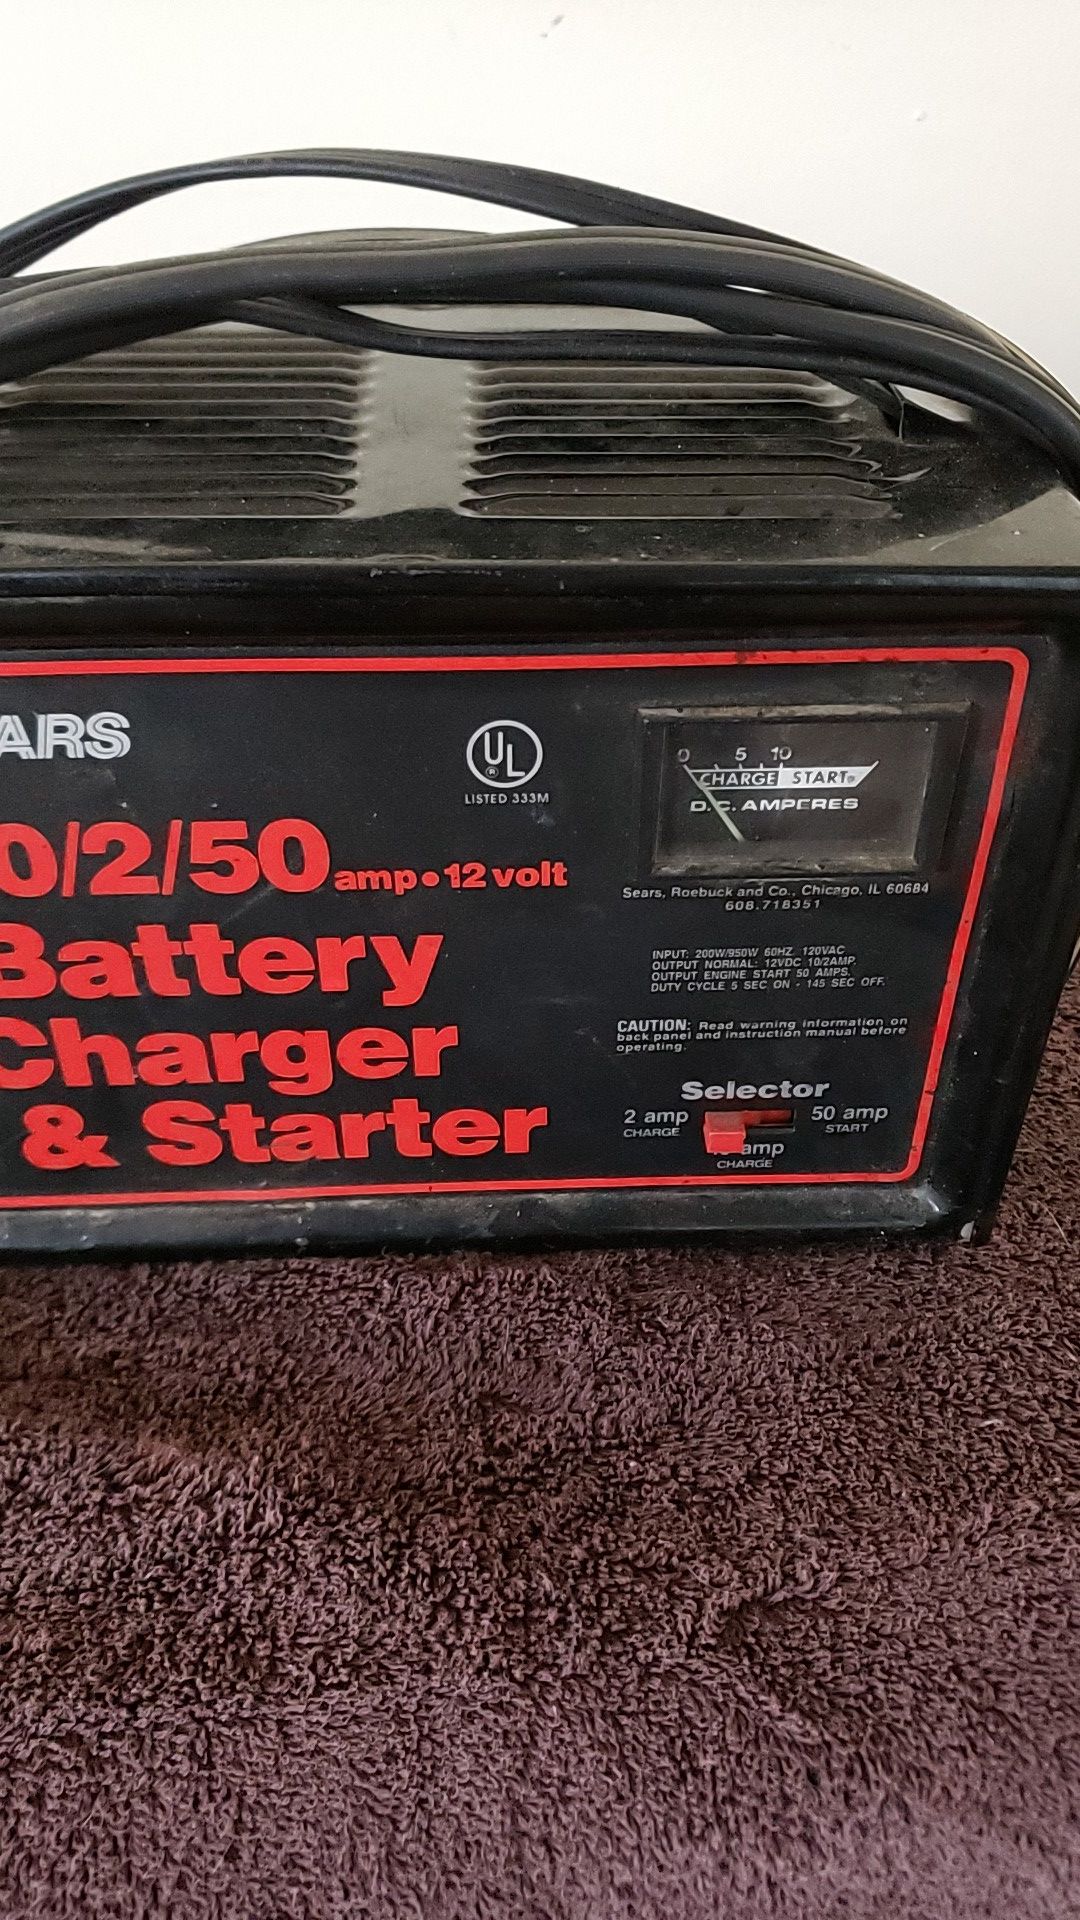 ARS
UL
®
LISTED 333M
0 5 10
CHARGE START
D.C. AMPERES
0/2/50 amp • 12 volt
Battery
Charger
& Starter
Sears, Roebuck and Co., Chicago, IL 60684
608.718351
INPUT: 200W/950W 60HZ 120VAC
OUTPUT NORMAL: 12VDC 10/2AMP.
OUTPUT ENGINE START 50 AMPS.
DUTY CYCLE 5 SEC ON - 145 SEC OFF.
CAUTION: Read warning information on
back panel and instruction manual before
operating.
Selector
2 amp
CHARGE
50 amp
START
amp
CHARGE